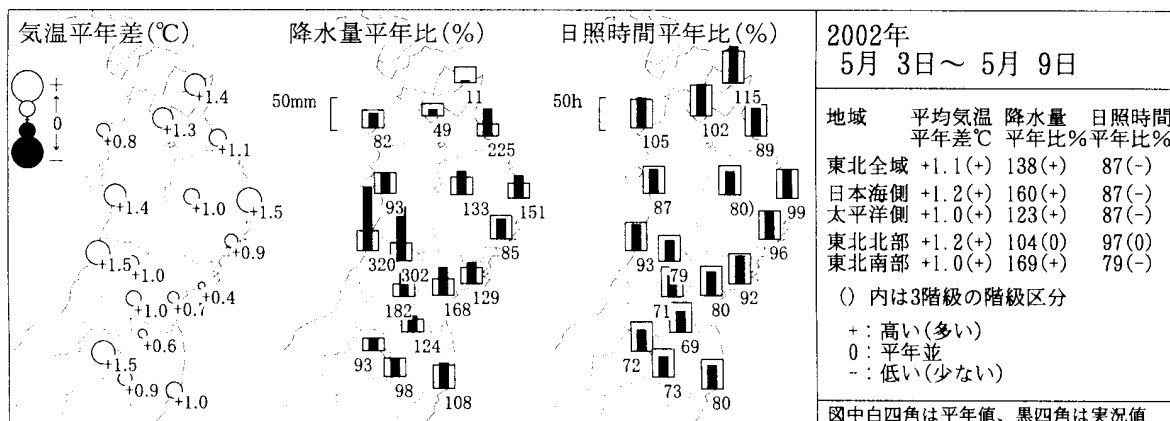 気温平年差(℃)
+
↑
0
↓
-
+1.4
+1.3
+0.8
+1.1
+1.4
+1.0
+1.5
+0.9
+1.5
+1.0
+0.4
+1.0
+0.7
+0.6
+1.5
+0.9
+1.0
降水量平年比(%)
50mm
11
49
82
225
93
133
151
85
320
302
129
182
168
124
93
98
108
日照時間平年比(%)
50h
115
102
105
89
87
80)
99
96
93
79
92
71
80
69
72
73
80
2002年
5月 3日～ 5月 9日
地域 平均気温 降水量 日照時間
平年差℃ 平年比% 平年比%
東北全域 +1.1(+) 138(+) 87(-)
日本海側 +1.2(+) 160(+) 87(-)
太平洋側 +1.0(+) 123(+) 87(-)
東北北部 +1.2(+) 104(0) 97(0)
東北南部 +1.0(+) 169(+) 79(-)
() 内は3階級の階級区分
+：高い(多い)
0：平年並
-：低い(少ない)
図中白四角は平年値、黒四角は実況値